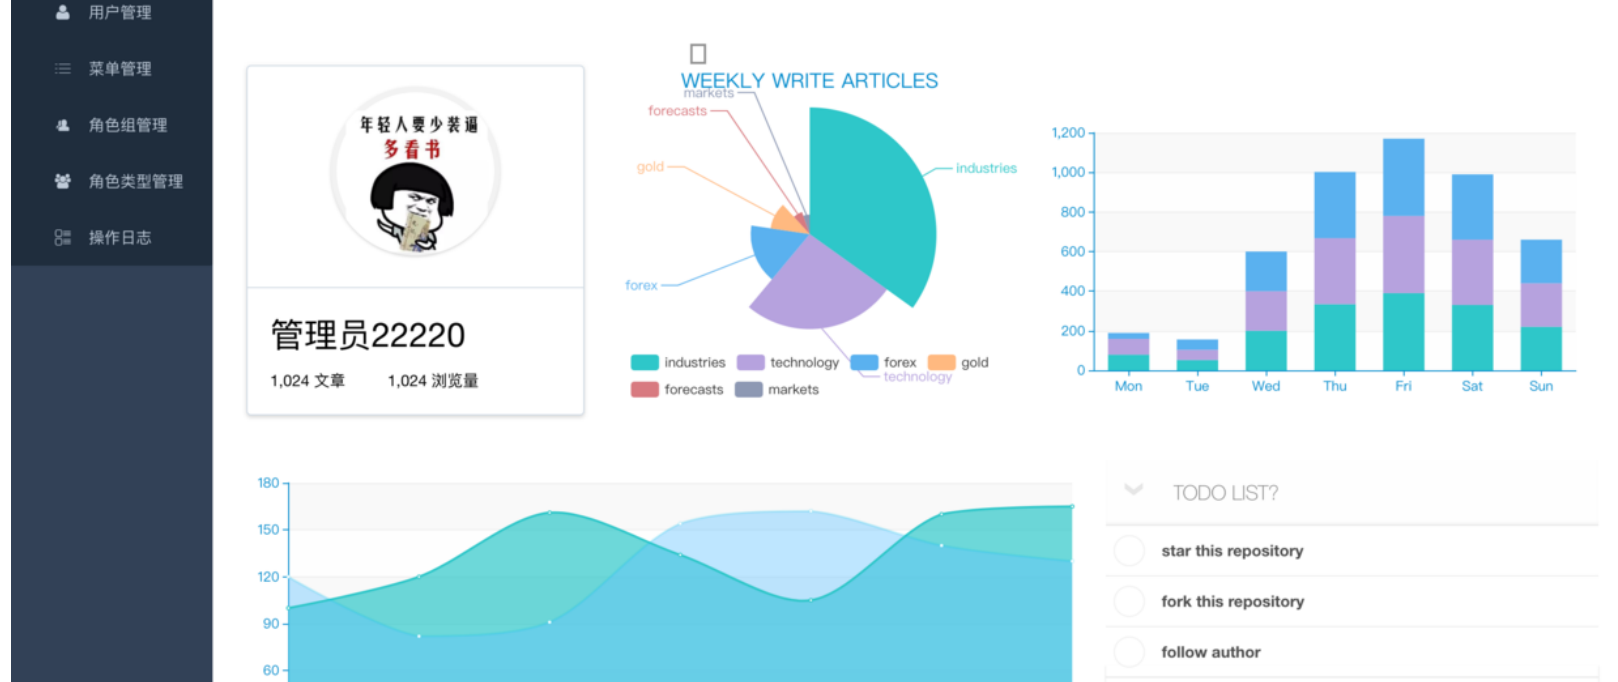 用户管理
菜单管理
角色组管理
角色类型管理
操作日志
年轻人要少装逼
多看书
管理员22220
1,024 文章
1,024 浏览量
WEEKLY WRITE ARTICLES
markets
forecasts
gold
industries
forex
technology
industries
technology
forex
gold
forecasts
markets
1,200
1,000
800
600
400
200
0
Mon
Tue
Wed
Thu
Fri
Sat
Sun
180
150
120
90
60
TODO LIST?
star this repository
fork this repository
follow author